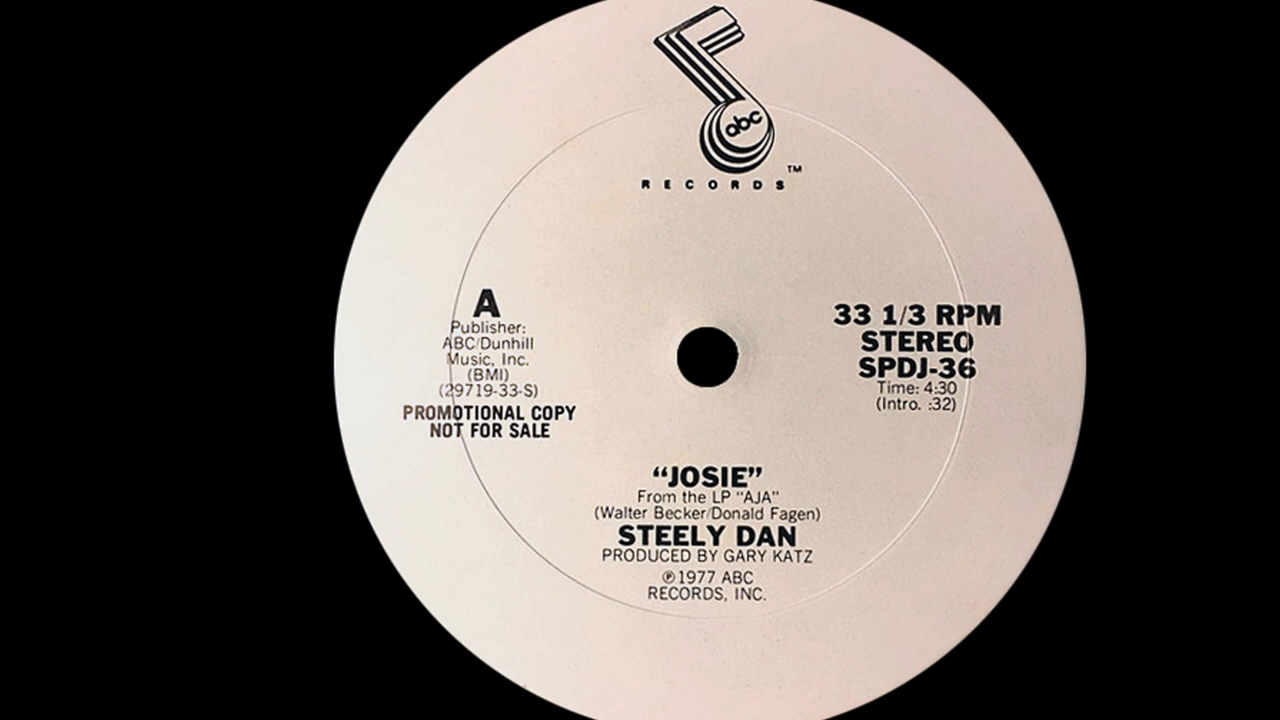 abc
TM
RECORDS
A
Publisher:
ABC/Dunhill
Music, Inc.
(BMI)
(29719-33-S)
PROMOTIONAL COPY
NOT FOR SALE
33 1/3 RPM
STEREO
SPDJ-36
Time: 4:30
(Intro. :32)
“JOSIE”
From the LP “AJA”
(Walter Becker/Donald Fagen)
STEELY DAN
PRODUCED BY GARY KATZ
℗1977 ABC
RECORDS, INC.